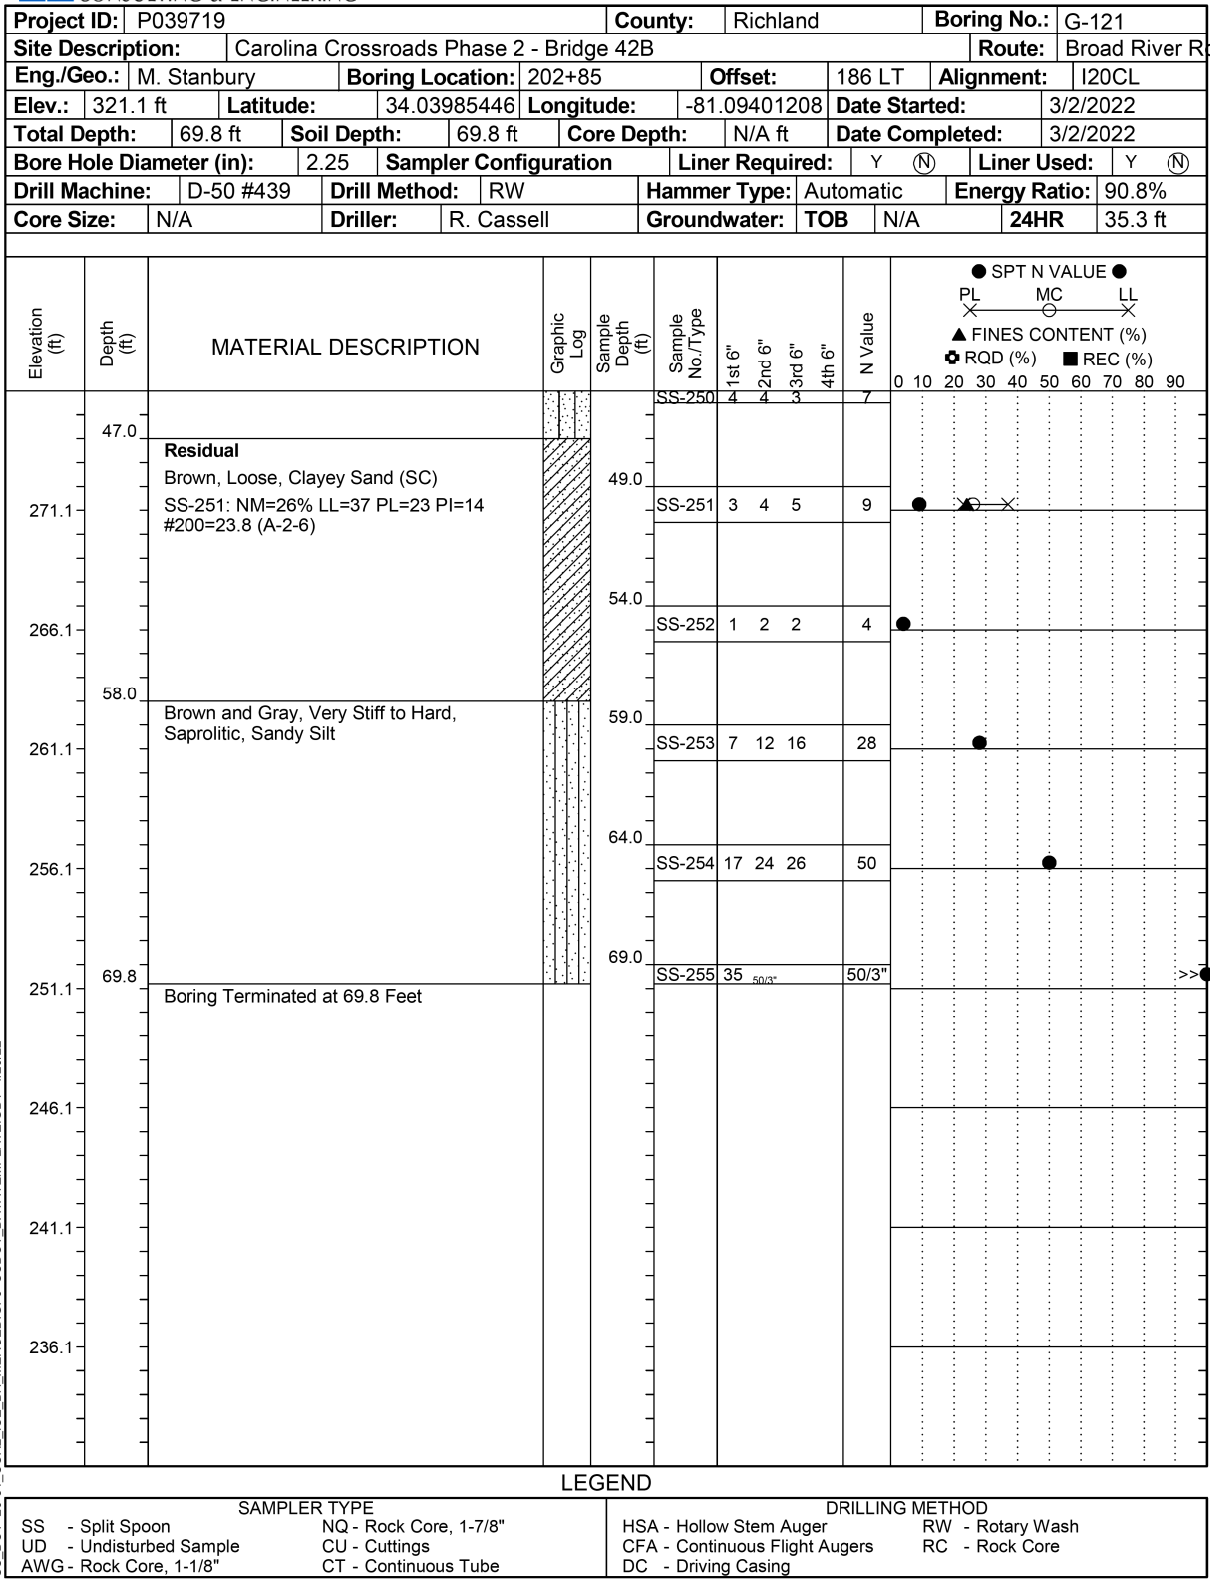 Project ID: P039719 County: Richland Boring No.: G-121
Site Description: Carolina Crossroads Phase 2 - Bridge 42B Route: Broad River
Eng./Geo.: M. Stanbury Boring Location: 202+85 Offset: 186 LT Alignment: I20CL
Elev.: 321.1 ft Latitude: 34.03985446 Longitude: -81.09401208 Date Started: 3/2/2022
Total Depth: 69.8 ft Soil Depth: 69.8 ft Core Depth: N/A ft Date Completed: 3/2/2022
Bore Hole Diameter (in): 2.25 Sampler Configuration Liner Required: Y N Liner Used: Y N
Drill Machine: D-50 #439 Drill Method: RW Hammer Type: Automatic Energy Ratio: 90.8%
Core Size: N/A Driller: R. Cassell Groundwater: TOB N/A 24HR 35.3 ft
Elevation (ft) Depth (ft) MATERIAL DESCRIPTION Graphic Log Sample Depth (ft) Sample No./Type 1st 6" 2nd 6" 3rd 6" 4th 6" N Value
● SPT N VALUE ●
PL MC LL
▲ FINES CONTENT (%)
RQD (%) ■ REC (%)
0 10 20 30 40 50 60 70 80 90
SS-250 4 4 3 7
47.0
Residual
Brown, Loose, Clayey Sand (SC)
49.0
SS-251: NM=26% LL=37 PL=23 PI=14
#200=23.8 (A-2-6)
271.1 SS-251 3 4 5 9
54.0
266.1 SS-252 1 2 2 4
58.0
Brown and Gray, Very Stiff to Hard,
Saprolitic, Sandy Silt
59.0
261.1 SS-253 7 12 16 28
64.0
256.1 SS-254 17 24 26 50
69.0
69.8 SS-255 35 50/3" 50/3" >>
251.1
Boring Terminated at 69.8 Feet
246.1
241.1
236.1
LEGEND
SAMPLER TYPE DRILLING METHOD
SS - Split Spoon NQ - Rock Core, 1-7/8" HSA - Hollow Stem Auger RW - Rotary Wash
UD - Undisturbed Sample CU - Cuttings CFA - Continuous Flight Augers RC - Rock Core
AWG - Rock Core, 1-1/8" CT - Continuous Tube DC - Driving Casing